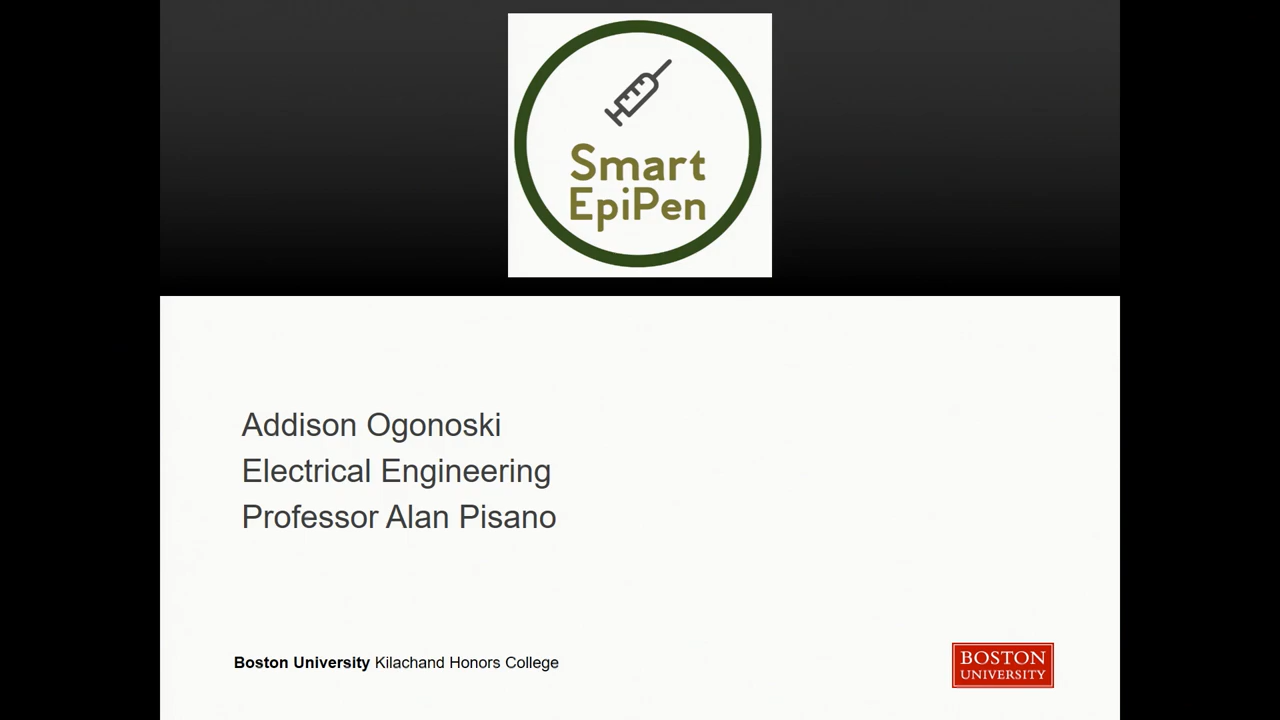 Smart
EpiPen
Addison Ogonoski
Electrical Engineering
Professor Alan Pisano
Boston University Kilachand Honors College
BOSTON
UNIVERSITY